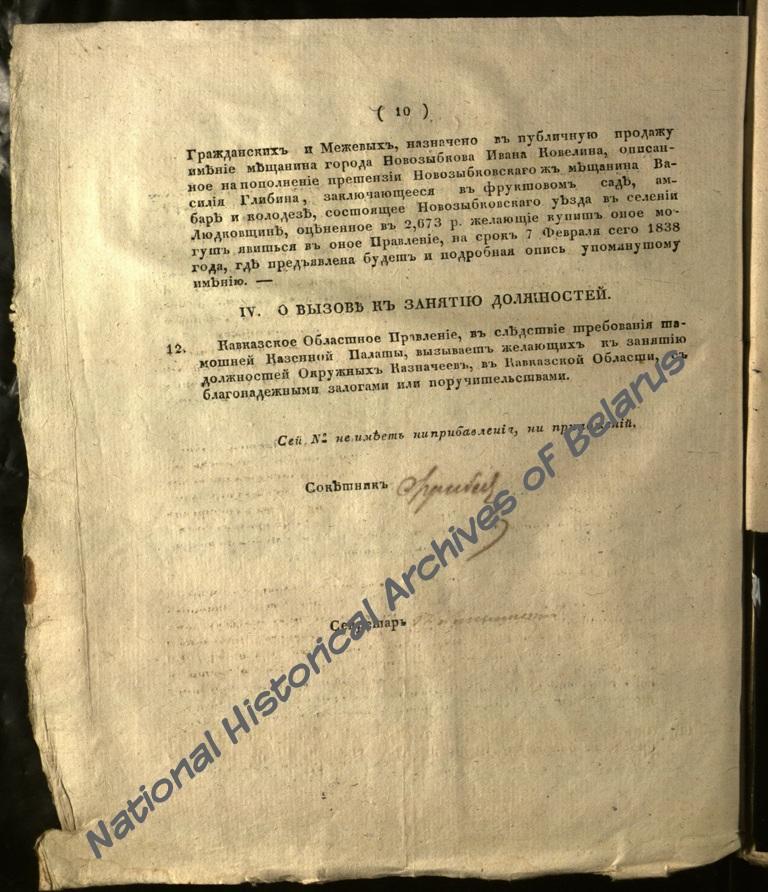 ( 10 )
Гражданскихъ и Межевыхъ, назначено въ публичную продажу
имѣніе мѣщанина города Новозыбкова Ивана Ковелина, описан-
ное на пополненіе претензіи Новозыбковскаго жъ мѣщанина Ва-
силія Глибина, заключающееся въ фруктовомъ садѣ, ам-
барѣ и колодезѣ, состоящее Новозыбковскаго уѣзда въ селеніи
Людковщинѣ, оцѣненное въ 2,673 р. желающіе купить оное мо-
гутъ явиться въ оное Правленіе, на срокъ 7 Февраля сего 1838
года, гдѣ предъявлена будетъ и подробная опись упомянутому
имѣнію. —
IV. О ВЫЗОВѢ КЪ ЗАНЯТІЮ ДОЛЖНОСТЕЙ.
12. Кавказское Областное Правленіе, въ слѣдствіе требованія та-
мошней Казенной Палаты, вызываетъ желающихъ къ занятію
должностей Окружныхъ Казначеевъ, въ Кавказской Области, съ
благонадежными залогами или поручительствами.
Сей № не имѣетъ ни прибавленій, ни приложеній.
Совѣтникъ
Секретарь
National Historical Archives of Belarus